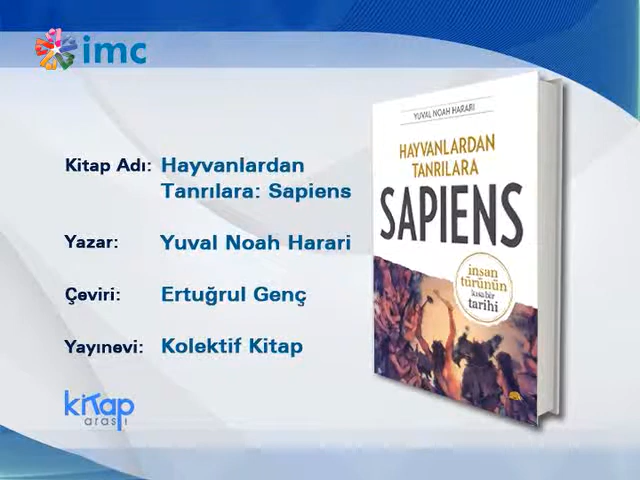 imc
Kitap Adı: Hayvanlardan
Tanrılara: Sapiens
Yazar: Yuval Noah Harari
Çeviri: Ertuğrul Genç
Yayınevi: Kolektif Kitap
kitap
arası
YUVAL NOAH HARARI
HAYVANLARDAN
TANRILARA
SAPIENS
insan
türünün
kısa bir
tarihi